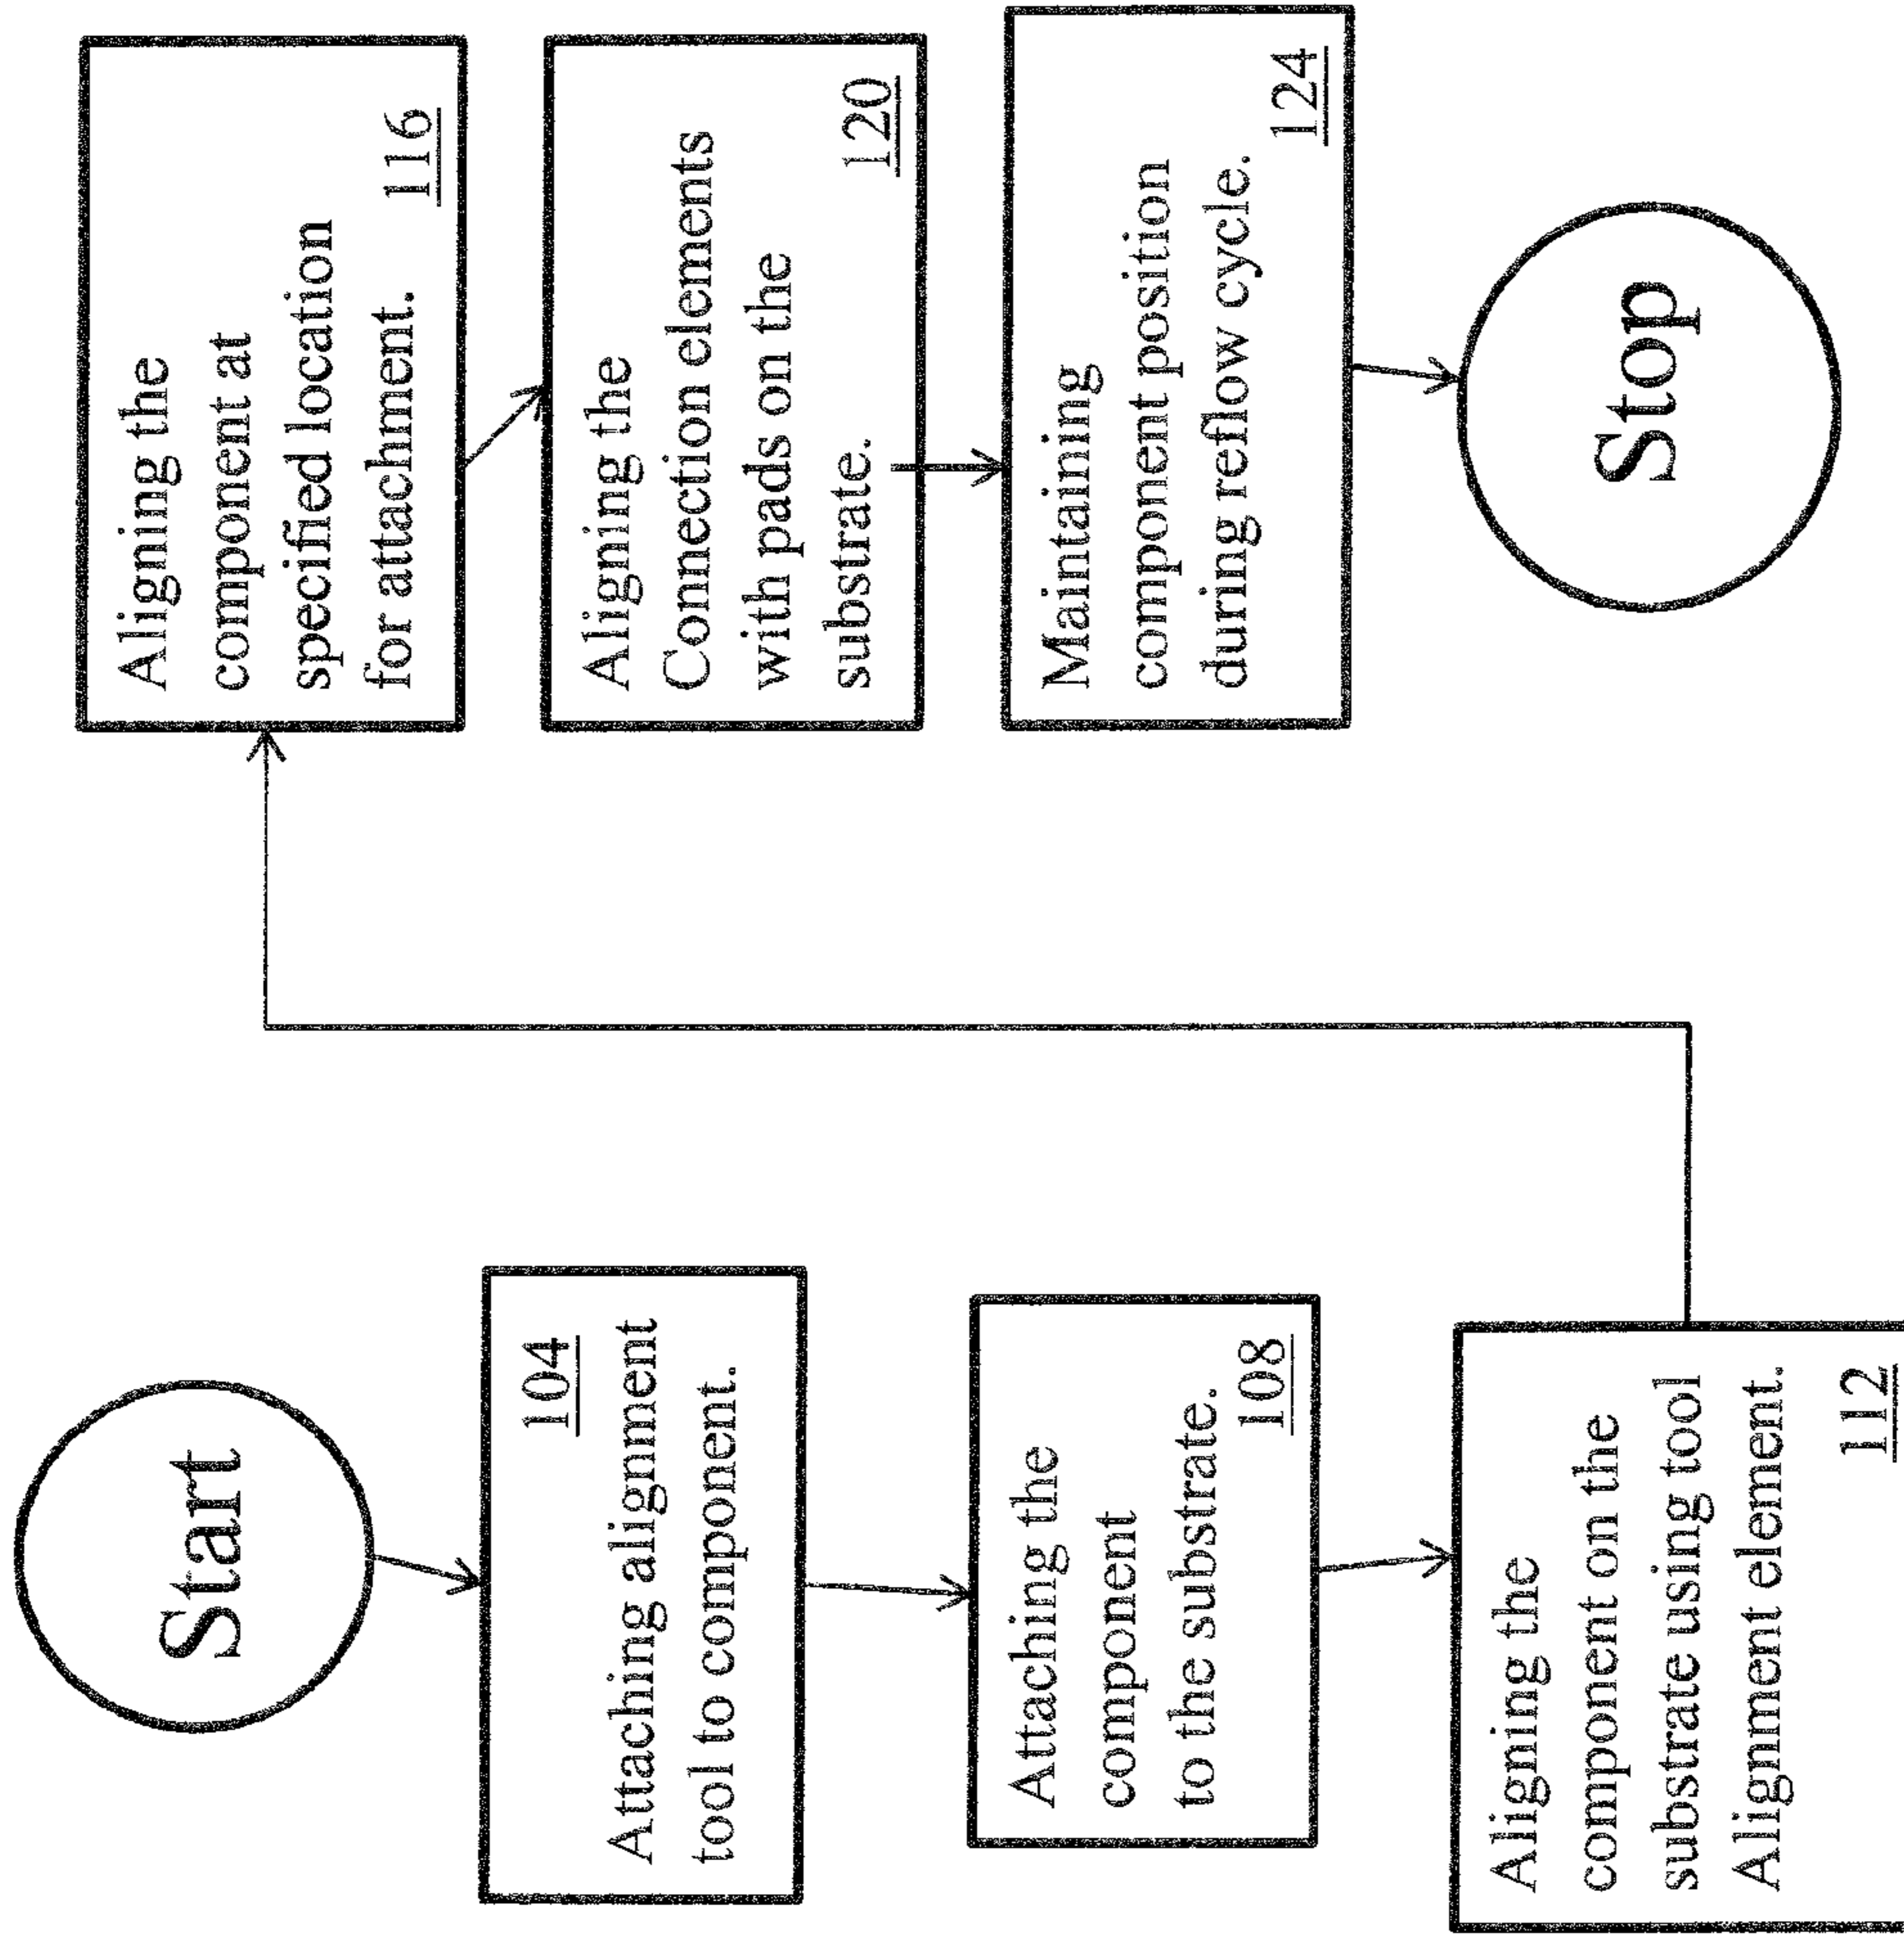 Start
104
Attaching alignment
tool to component.
Attaching the
component
to the substrate.
108
Aligning the
component on the
substrate using tool
Alignment element.
112
Aligning the
component at
specified location
for attachment.
116
Aligning the
Connection elements
with pads on the
substrate.
120
Maintaining
component position
during reflow cycle.
124
Stop